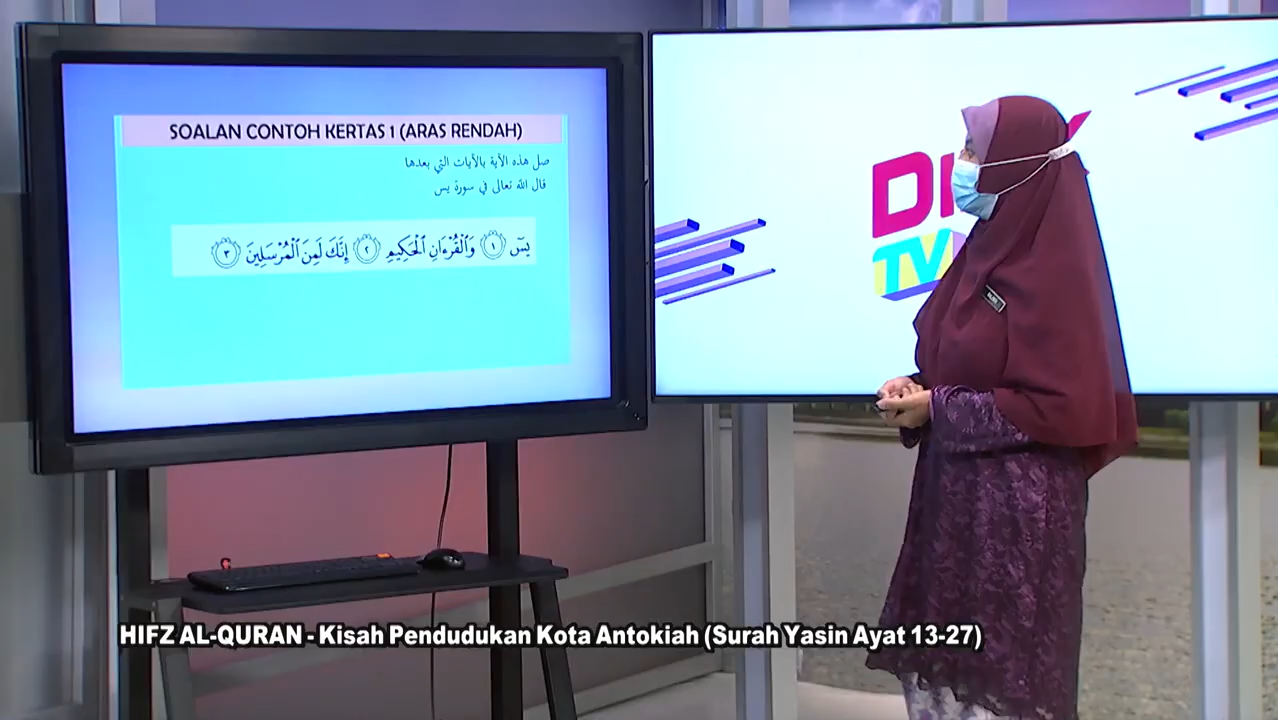 SOALAN CONTOH KERTAS 1 (ARAS RENDAH)
صل هذه الآية بالآيات التي بعدها
قال الله تعالى في سورة يس
يسٓ ١ وَٱلْقُرْءَانِ ٱلْحَكِيمِ ٢ إِنَّكَ لَمِنَ ٱلْمُرْسَلِينَ ٣
TV
HIFZ AL-QURAN - Kisah Pendudukan Kota Antokiah (Surah Yasin Ayat 13-27)